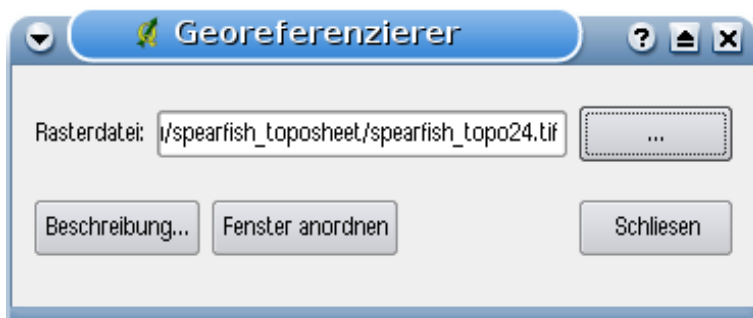 Georeferenzierer
Rasterdatei: /spearfish_toposheet/spearfish_topo24.tif ...
Beschreibung... Fenster anordnen Schliesen